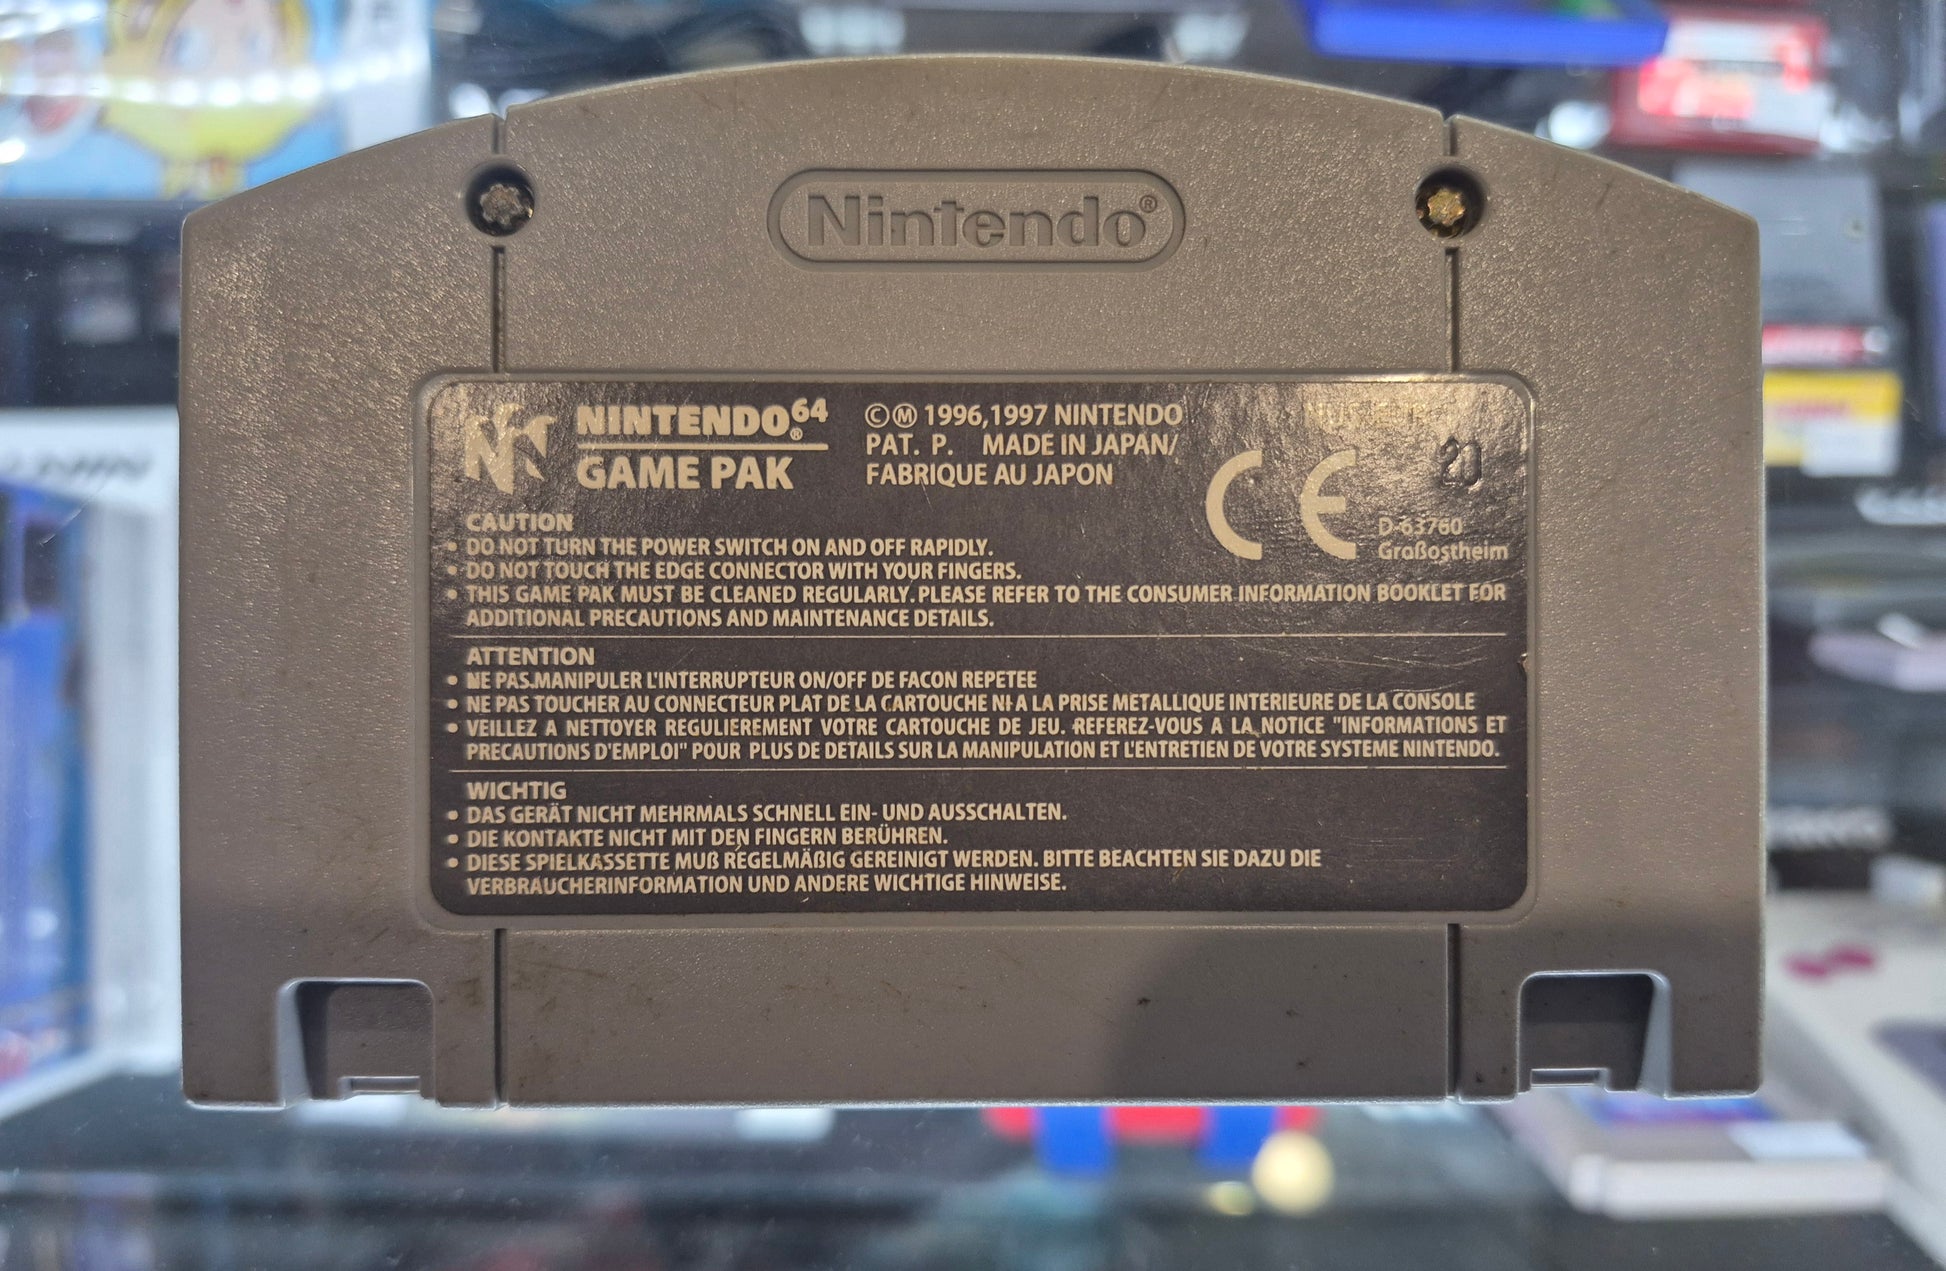 Nintendo®
NINTENDO®64
GAME PAK
©Ⓜ 1996,1997 NINTENDO
PAT. P. MADE IN JAPAN/
FABRIQUE AU JAPON
CE
20
D-63760
Großostheim
CAUTION
• DO NOT TURN THE POWER SWITCH ON AND OFF RAPIDLY.
• DO NOT TOUCH THE EDGE CONNECTOR WITH YOUR FINGERS.
• THIS GAME PAK MUST BE CLEANED REGULARLY. PLEASE REFER TO THE CONSUMER INFORMATION BOOKLET FOR
ADDITIONAL PRECAUTIONS AND MAINTENANCE DETAILS.
ATTENTION
• NE PAS MANIPULER L'INTERRUPTEUR ON/OFF DE FACON REPETEE
• NE PAS TOUCHER AU CONNECTEUR PLAT DE LA CARTOUCHE NI A LA PRISE METALLIQUE INTERIEURE DE LA CONSOLE
• VEILLEZ A NETTOYER REGULIEREMENT VOTRE CARTOUCHE DE JEU. REFEREZ-VOUS A LA NOTICE "INFORMATIONS ET
PRECAUTIONS D'EMPLOI" POUR PLUS DE DETAILS SUR LA MANIPULATION ET L'ENTRETIEN DE VOTRE SYSTEME NINTENDO.
WICHTIG
• DAS GERÄT NICHT MEHRMALS SCHNELL EIN- UND AUSSCHALTEN.
• DIE KONTAKTE NICHT MIT DEN FINGERN BERÜHREN.
• DIESE SPIELKASSETTE MUß REGELMÄßIG GEREINIGT WERDEN. BITTE BEACHTEN SIE DAZU DIE
VERBRAUCHERINFORMATION UND ANDERE WICHTIGE HINWEISE.